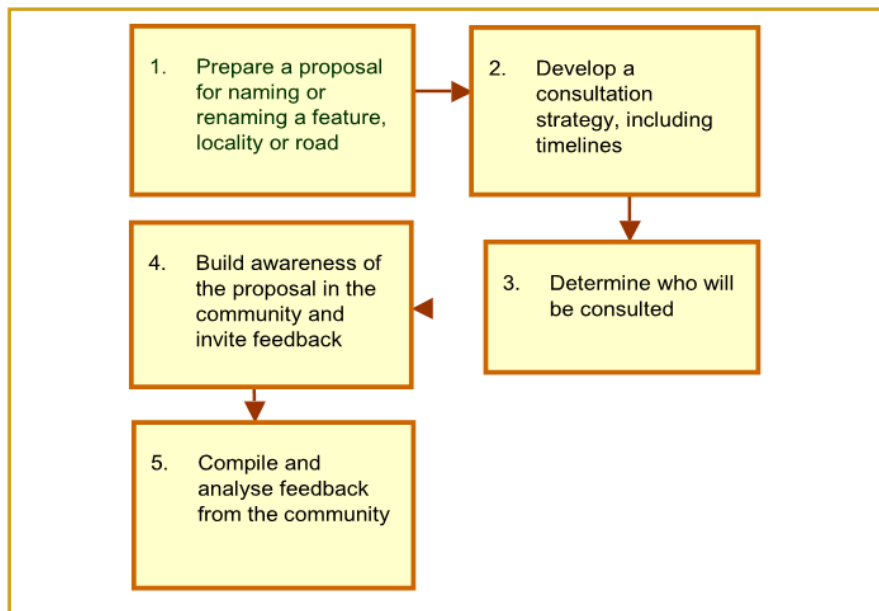 1. Prepare a proposal
for naming or
renaming a feature,
locality or road
2. Develop a
consultation
strategy, including
timelines
3. Determine who will
be consulted
4. Build awareness of
the proposal in the
community and
invite feedback
5. Compile and
analyse feedback
from the community